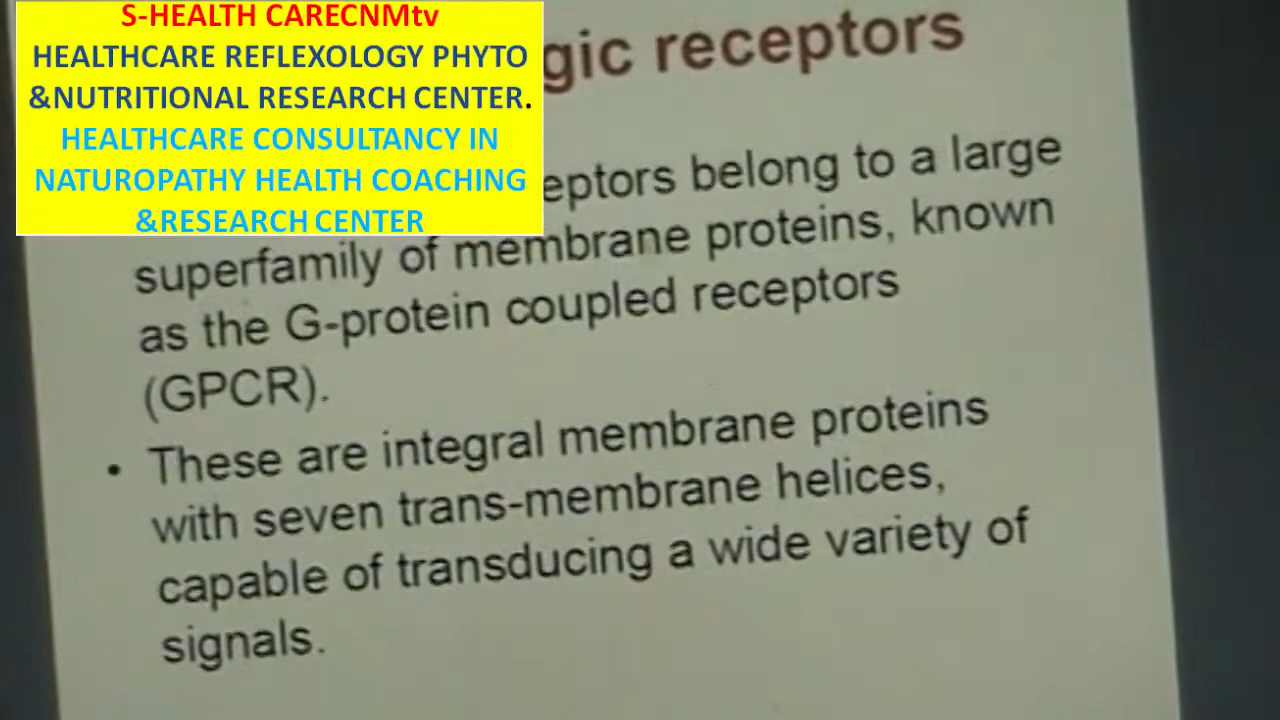 S-HEALTH CARECNMtv
HEALTHCARE REFLEXOLOGY PHYTO
&NUTRITIONAL RESEARCH CENTER.
HEALTHCARE CONSULTANCY IN
NATUROPATHY HEALTH COACHING
&RESEARCH CENTER
gic receptors
eptors belong to a large
superfamily of membrane proteins, known
as the G-protein coupled receptors
(GPCR).
• These are integral membrane proteins
with seven trans-membrane helices,
capable of transducing a wide variety of
signals.